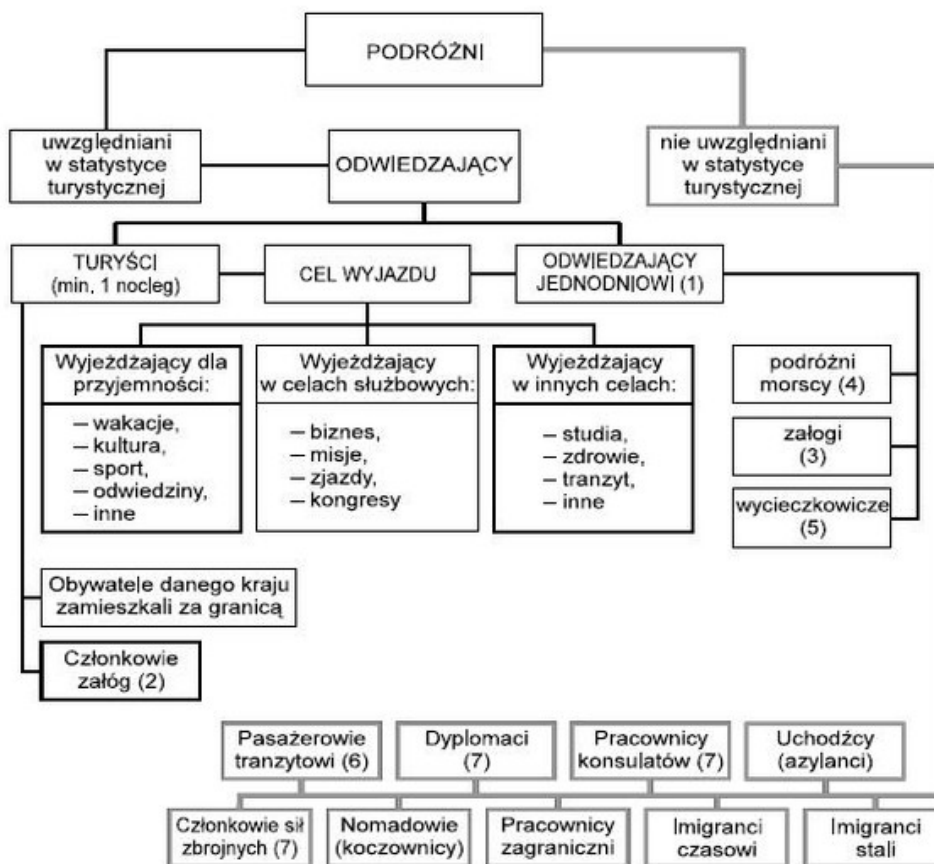 PODRÓŻNI
uwzględniani
w statystyce
turystycznej
ODWIEDZAJĄCY
nie uwzględniani
w statystyce
turystycznej
TURYŚCI
(min. 1 nocleg)
CEL WYJAZDU
ODWIEDZAJĄCY
JEDNODNIOWI (1)
Wyjeżdżający dla
przyjemności:
– wakacje,
– kultura,
– sport,
– odwiedziny,
– inne
Wyjeżdżający
w celach służbowych:
– biznes,
– misje,
– zjazdy,
– kongresy
Wyjeżdżający
w innych celach:
– studia,
– zdrowie,
– tranzyt,
– inne
podróżni
morscy (4)
załogi
(3)
wycieczkowicze
(5)
Obywatele danego kraju
zamieszkali za granicą
Członkowie
załóg (2)
Pasażerowie
tranzytowi (6)
Dyplomaci
(7)
Pracownicy
konsulatów (7)
Uchodźcy
(azylanci)
Członkowie sił
zbrojnych (7)
Nomadowie
(koczownicy)
Pracownicy
zagraniczni
Imigranci
czasowi
Imigranci
stali